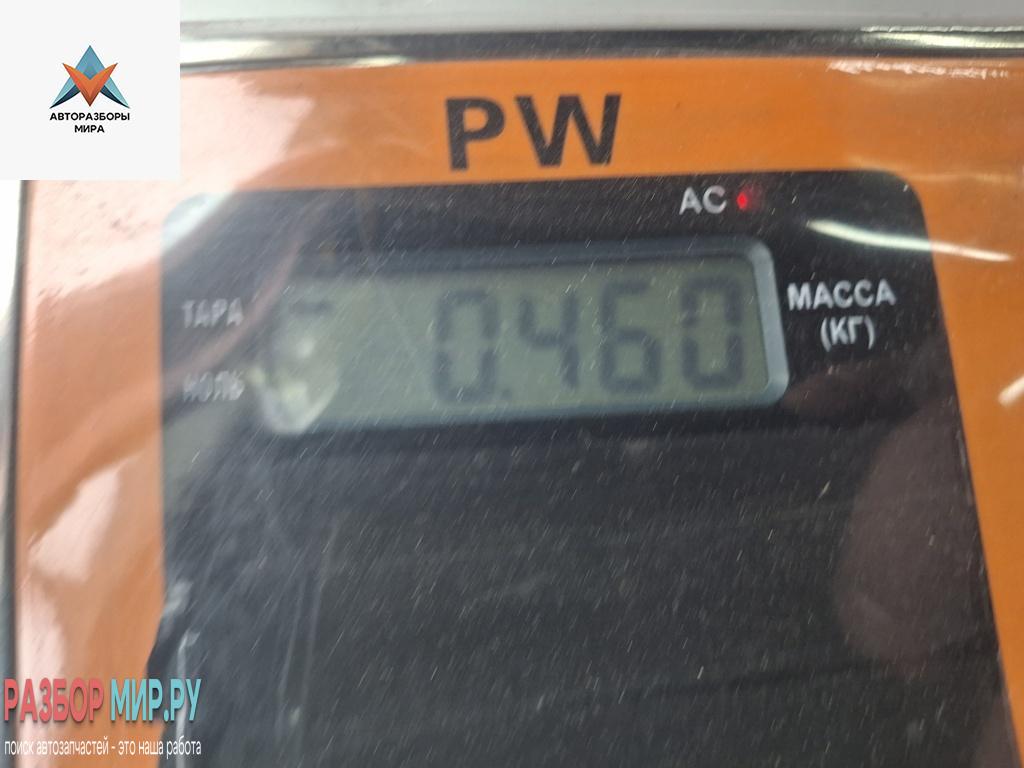 АВТОРАЗБОРЫ
МИРА
PW
AC
ТАРА
0.460
МАССА
(КГ)
НОЛЬ
РАЗБОР МИР.РУ
поиск автозапчастей - это наша работа